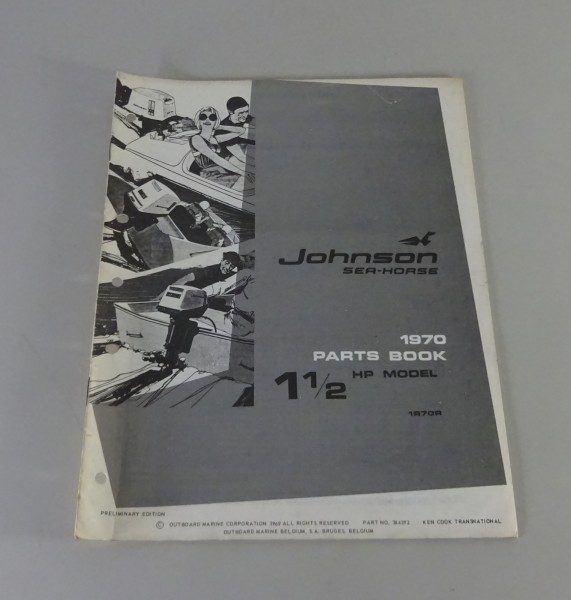 Johnson
SEA-HORSE
1970
PARTS BOOK
1 1/2 HP MODEL
1R70R
PRELIMINARY EDITION
© OUTBOARD MARINE CORPORATION 1969 ALL RIGHTS RESERVED PART NO. 384393 KEN COOK TRANSNATIONAL
OUTBOARD MARINE BELGIUM, S.A. BRUGES, BELGIUM